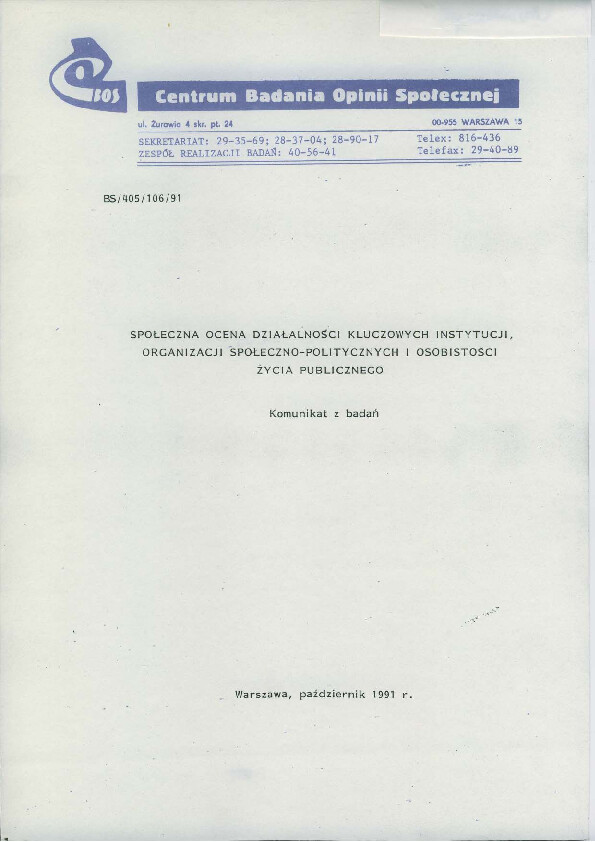 BOS
Centrum Badania Opinii Społecznej
ul. Żurawia 4 skr. pt. 24
00-955 WARSZAWA 15
SEKRETARIAT: 29-35-69; 28-37-04; 28-90-17
Telex: 816-436
ZESPÓŁ REALIZACJI BADAŃ: 40-56-41
Telefax: 29-40-89
BS/405/106/91
SPOŁECZNA OCENA DZIAŁALNOŚCI KLUCZOWYCH INSTYTUCJI,
ORGANIZACJI SPOŁECZNO-POLITYCZNYCH I OSOBISTOŚCI
ŻYCIA PUBLICZNEGO
Komunikat z badań
Warszawa, październik 1991 r.